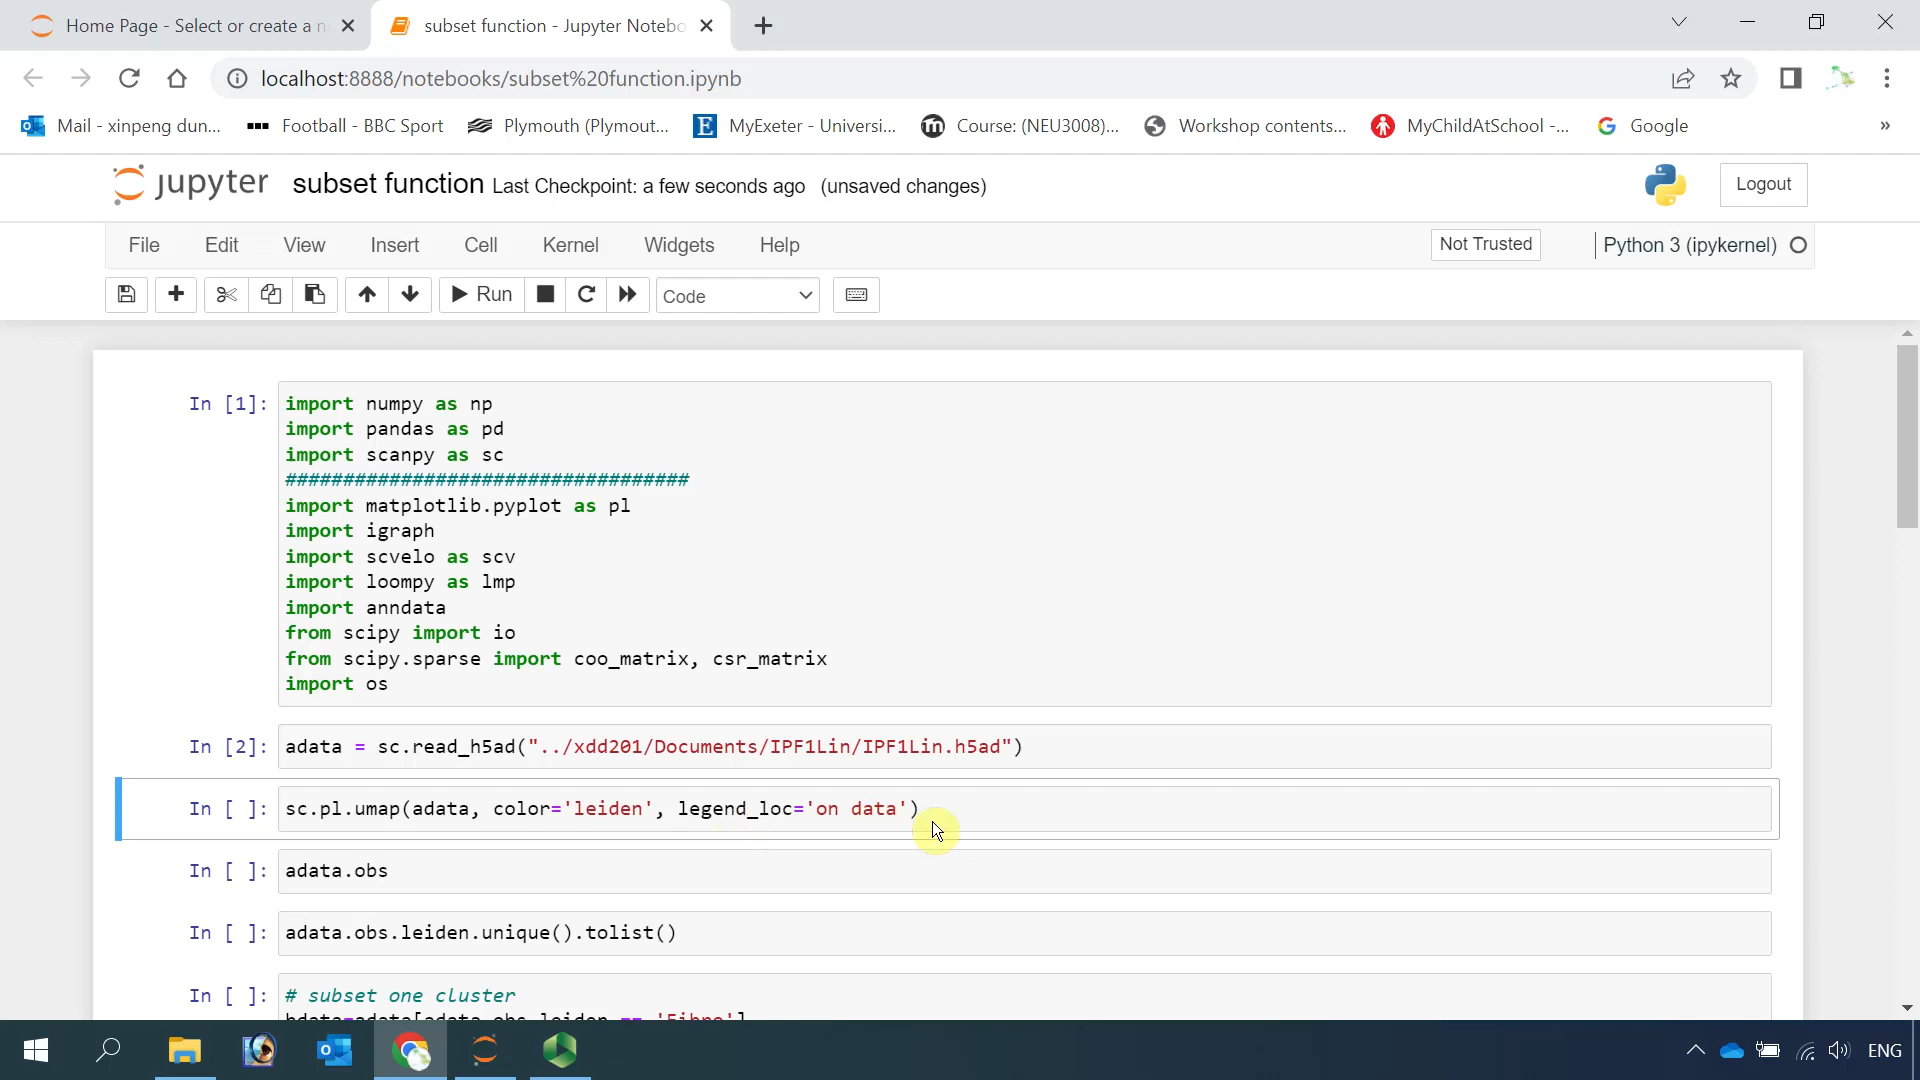 Home Page - Select or create a n
subset function - Jupyter Notebo
localhost:8888/notebooks/subset%20function.ipynb
Mail - xinpeng dun...
Football - BBC Sport
Plymouth (Plymout...
E
MyExeter - Universi...
m
Course: (NEU3008)...
Workshop contents...
MyChildAtSchool -...
Google
»
jupyter
subset function Last Checkpoint: a few seconds ago (unsaved changes)
Logout
File Edit View Insert Cell Kernel Widgets Help
Not Trusted
Python 3 (ipykernel)
Run
Code
In [1]:
import numpy as np
import pandas as pd
import scanpy as sc
###################################
import matplotlib.pyplot as pl
import igraph
import scvelo as scv
import loompy as lmp
import anndata
from scipy import io
from scipy.sparse import coo_matrix, csr_matrix
import os
In [2]: adata = sc.read_h5ad("../xdd201/Documents/IPF1Lin/IPF1Lin.h5ad")
In [ ]: sc.pl.umap(adata, color='leiden', legend_loc='on data')
In [ ]: adata.obs
In [ ]: adata.obs.leiden.unique().tolist()
In [ ]: # subset one cluster
bdata=adata[adata.obs.leiden == 'Fibro']
ENG